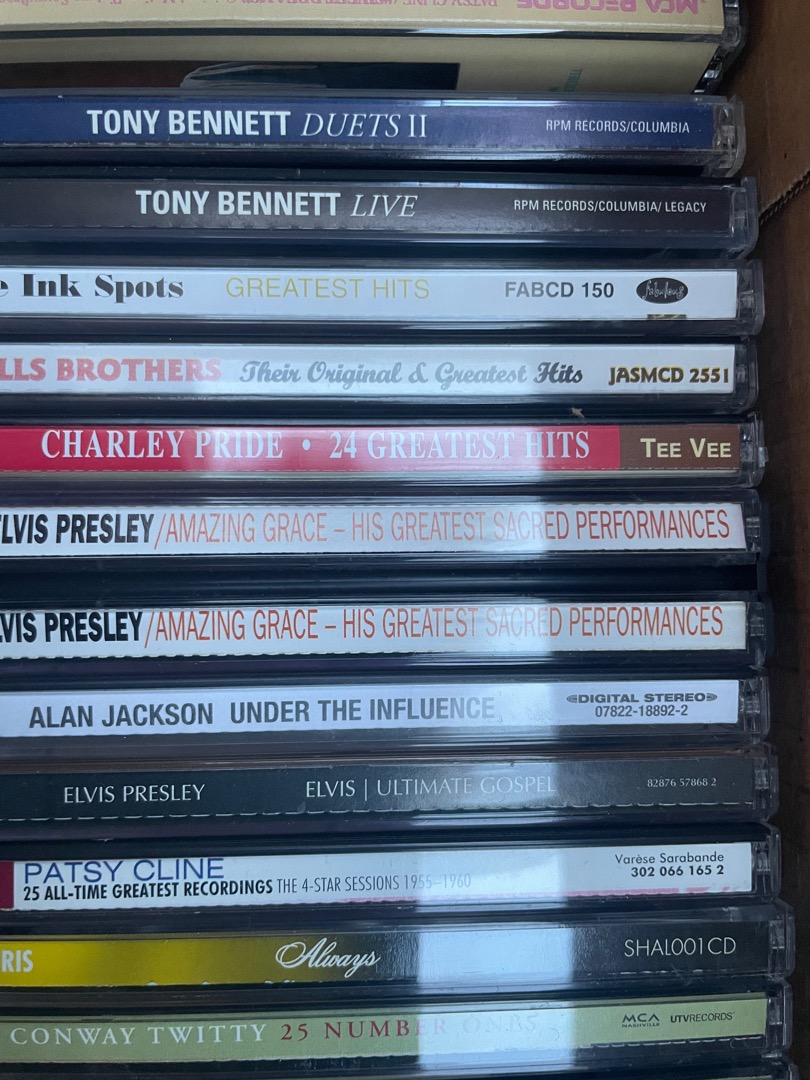 MCA RECORDS
TONY BENNETT DUETS II RPM RECORDS/COLUMBIA
TONY BENNETT LIVE RPM RECORDS/COLUMBIA/ LEGACY
e Ink Spots GREATEST HITS FABCD 150 fabulous
LLS BROTHERS Their Original & Greatest Hits JASMCD 2551
CHARLEY PRIDE • 24 GREATEST HITS TEE VEE
ELVIS PRESLEY/AMAZING GRACE – HIS GREATEST SACRED PERFORMANCES
LVIS PRESLEY/AMAZING GRACE – HIS GREATEST SACRED PERFORMANCES
ALAN JACKSON UNDER THE INFLUENCE DIGITAL STEREO
07822-18892-2
ELVIS PRESLEY ELVIS | ULTIMATE GOSPEL 82876 57868 2
PATSY CLINE Varèse Sarabande
25 ALL-TIME GREATEST RECORDINGS THE 4-STAR SESSIONS 1955–1960 302 066 165 2
RIS Always SHAL001CD
CONWAY TWITTY 25 NUMBER ONES MCA NASHVILLE UTV RECORDS